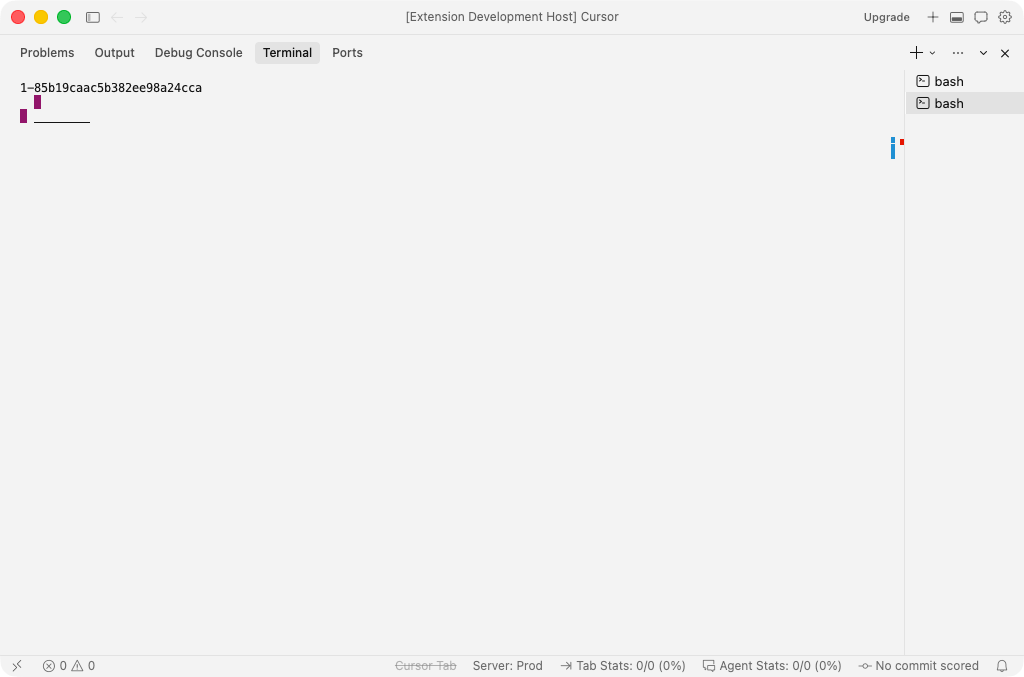 [Extension Development Host] Cursor
Upgrade
Problems Output Debug Console Terminal Ports
1-85b19caac5b382ee98a24cca
bash
bash
0 0 Cursor Tab Server: Prod Tab Stats: 0/0 (0%) Agent Stats: 0/0 (0%) No commit scored